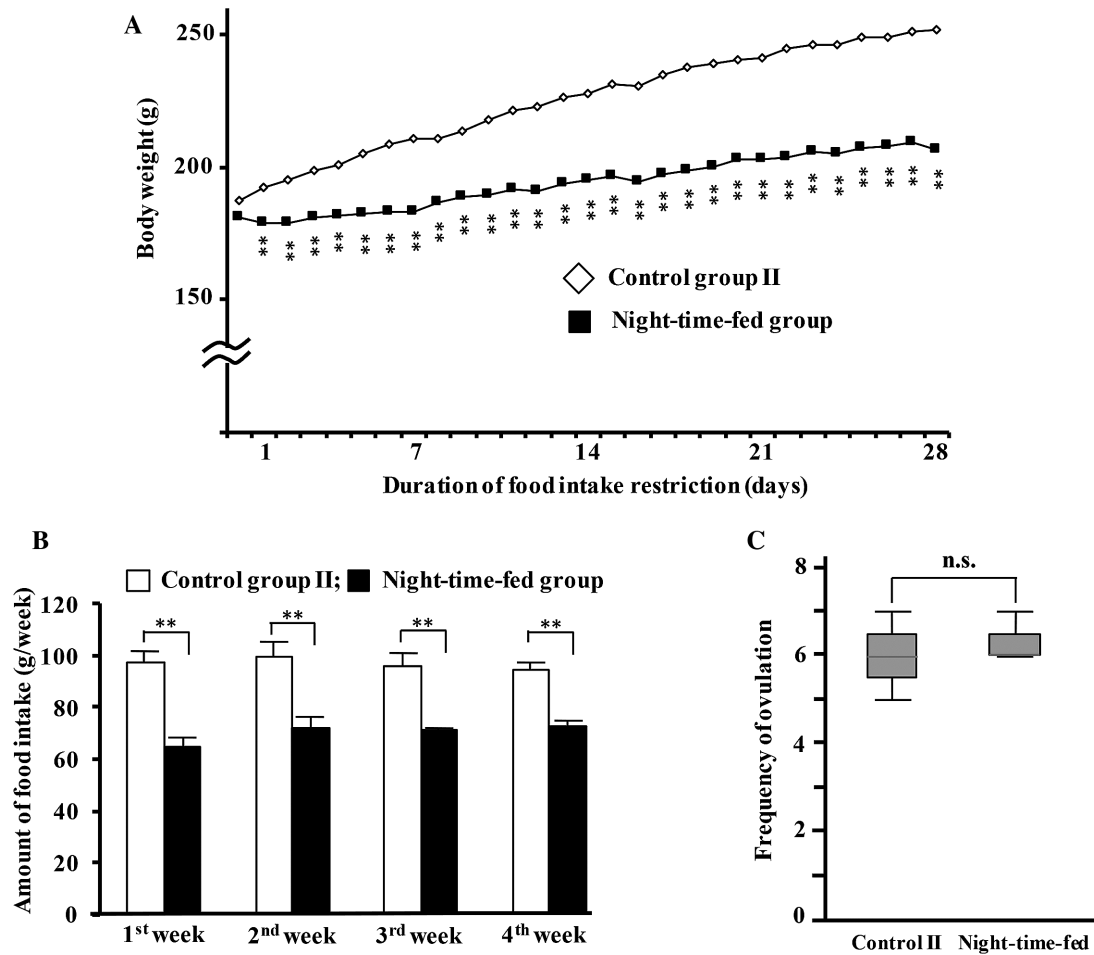 A
250
200
150
Body weight (g)
** ** ** ** ** ** ** ** ** ** ** ** ** ** ** ** ** ** ** ** ** ** ** ** ** ** ** **
Control group II
Night-time-fed group
1 7 14 21 28
Duration of food intake restriction (days)
B
Control group II; Night-time-fed group
120
100
80
60
40
20
0
Amount of food intake (g/week)
** ** ** **
1st week 2nd week 3rd week 4th week
C
n.s.
8
6
4
2
0
Frequency of ovulation
Control II Night-time-fed